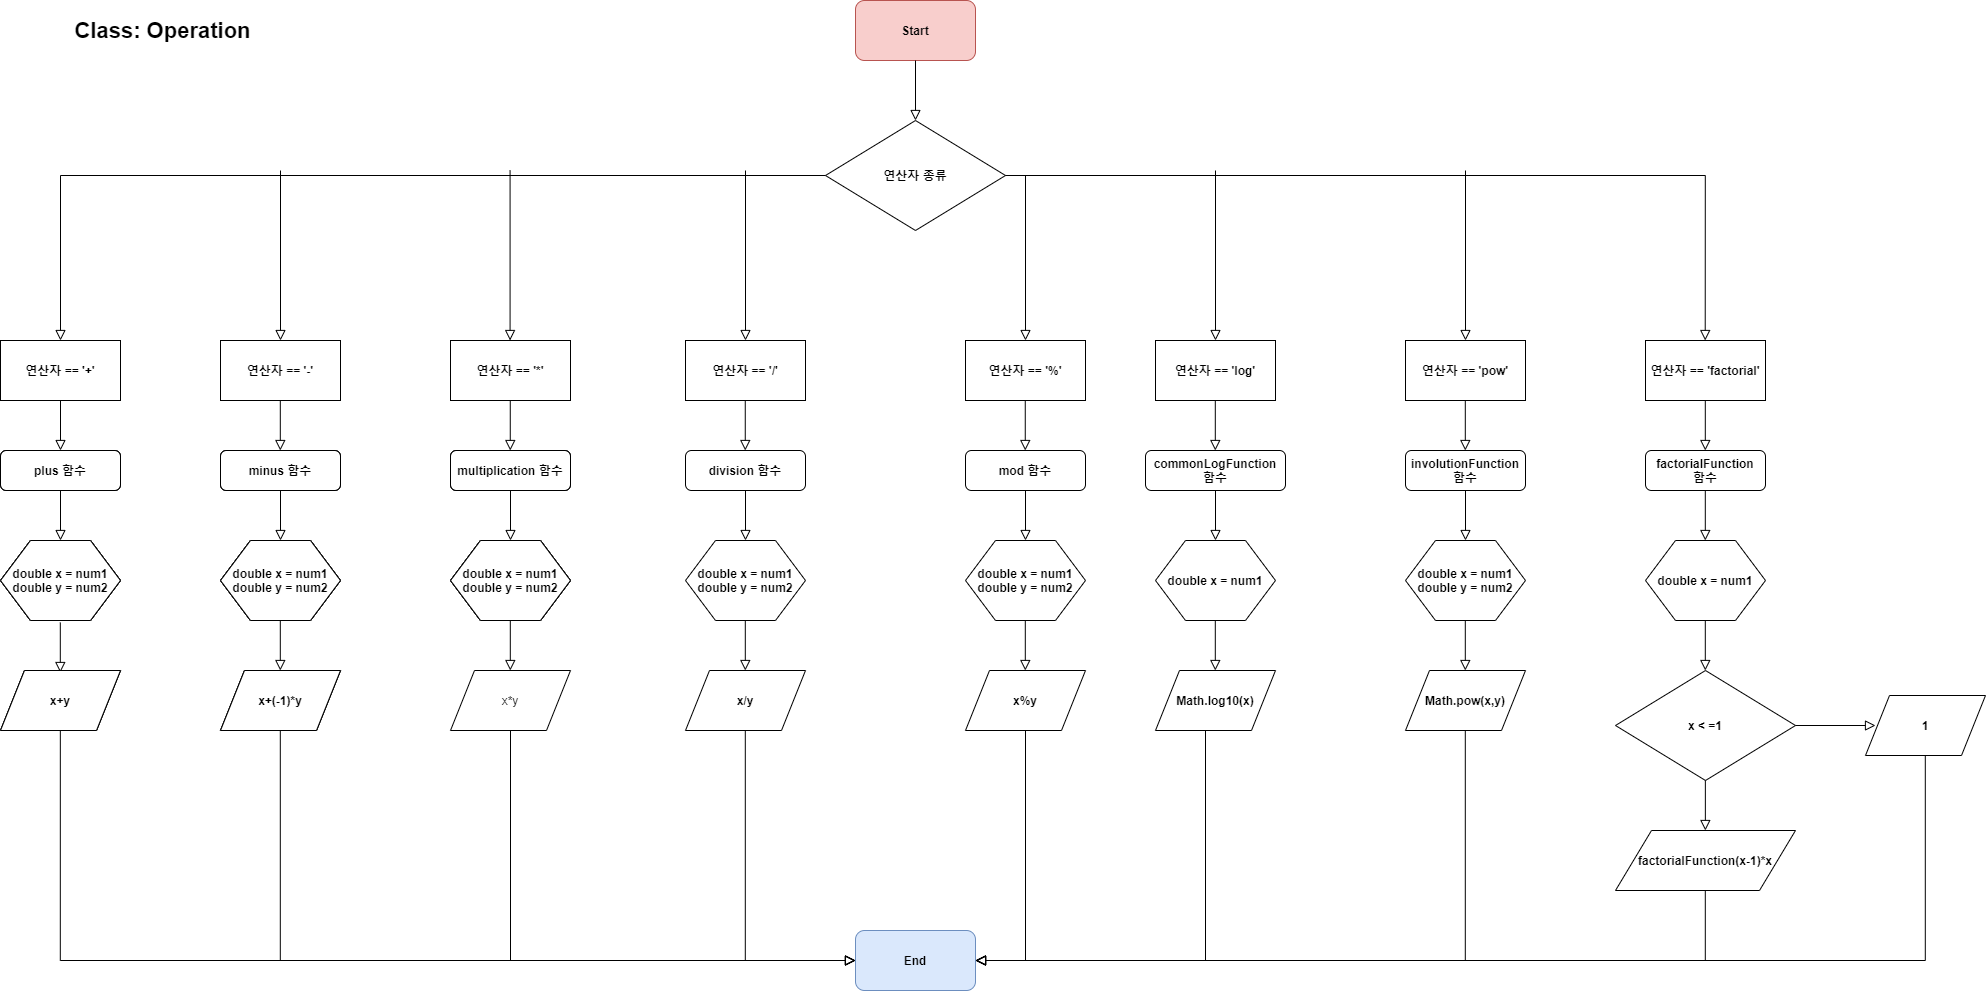 Class: Operation
Start
연산자 종류
연산자 == '+'
연산자 == '-'
연산자 == '*'
연산자 == '/'
연산자 == '%'
연산자 == 'log'
연산자 == 'pow'
연산자 == 'factorial'
plus 함수
minus 함수
multiplication 함수
division 함수
mod 함수
commonLogFunction
함수
involutionFunction
함수
factorialFunction
함수
double x = num1
double y = num2
double x = num1
double y = num2
double x = num1
double y = num2
double x = num1
double y = num2
double x = num1
double y = num2
double x = num1
double x = num1
double y = num2
double x = num1
x+y
x+(-1)*y
x*y
x/y
x%y
Math.log10(x)
Math.pow(x,y)
x < =1
1
factorialFunction(x-1)*x
End